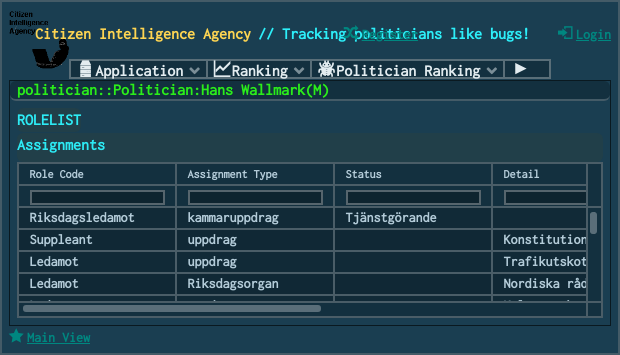 Citizen
Intelligence
Agency
Citizen Intelligence Agency // Tracking politicians like bugs!
Login
Application
Ranking
Politician Ranking
politician::Politician:Hans Wallmark(M)
ROLELIST
Assignments
Role Code Assignment Type Status Detail
Riksdagsledamot kammaruppdrag Tjänstgörande
Suppleant uppdrag Konstitution
Ledamot uppdrag Trafikutskot
Ledamot Riksdagsorgan Nordiska råd
Main View